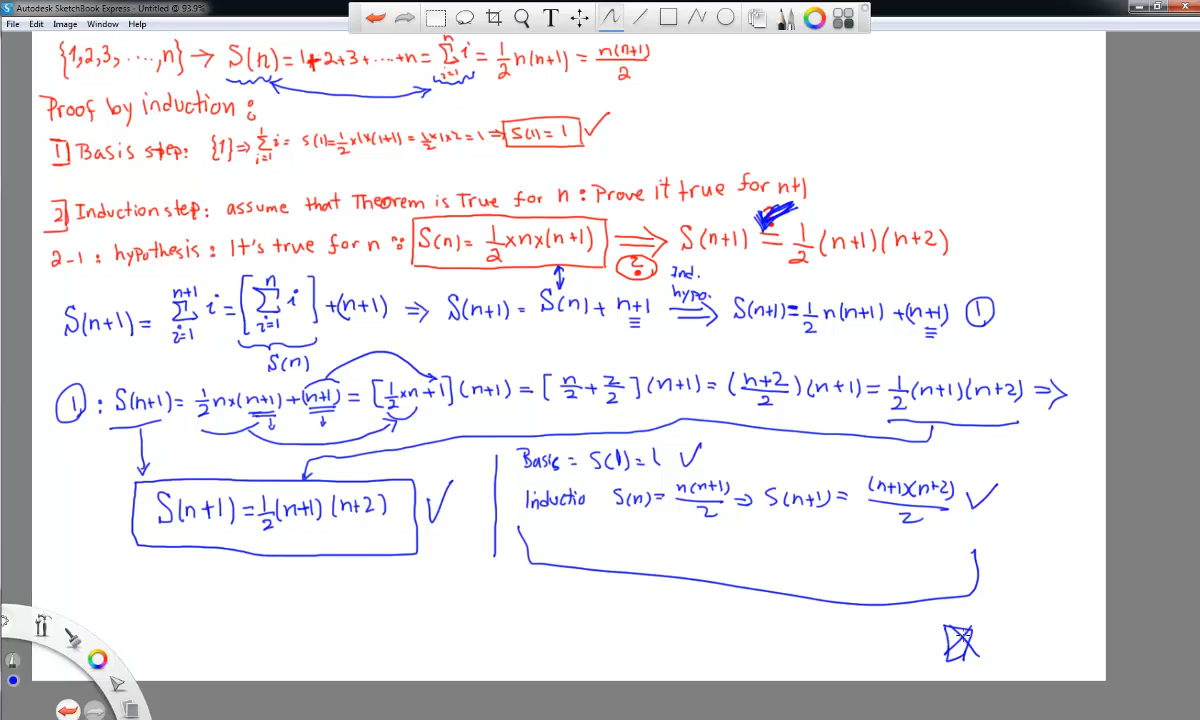 Autodesk SketchBook Express - Untitled @ 93.9%
File Edit Image Window Help
{1,2,3, ....,n} → S(n) = 1+2+3+....+n = ∑_{i=1}^{n} i = 1/2 n(n+1) = n(n+1)/2
Proof by induction :
1] Basis step: {1} ⇒ ∑_{i=1}^{1} i = S(1) = 1/2 × 1 × (1+1) = 1/2 × 1 × 2 = 1 ⇒ S(1) = 1 ✓
2] Induction step: assume that Theorem is True for n : Prove it true for n+1
2-1 : hypothesis : It's true for n : S(n) = 1/2 × n × (n+1) ⇒ ? S(n+1) = 1/2 (n+1)(n+2)
S(n+1) = ∑_{i=1}^{n+1} i = [∑_{i=1}^{n} i] + (n+1) ⇒ S(n+1) = S(n) + n+1 Ind. hypo. ⇒ S(n+1) = 1/2 n(n+1) + (n+1) ①
S(n)
① : S(n+1) = 1/2 n × (n+1) + (n+1) = [1/2 × n + 1] (n+1) = [n/2 + 2/2] (n+1) = (n+2/2) (n+1) = 1/2 (n+1)(n+2) ⇒
S(n+1) = 1/2 (n+1) (n+2) ✓
Basis = S(1) = 1 ✓
Inductio S(n) = n(n+1)/2 ⇒ S(n+1) = (n+1)(n+2)/2 ✓